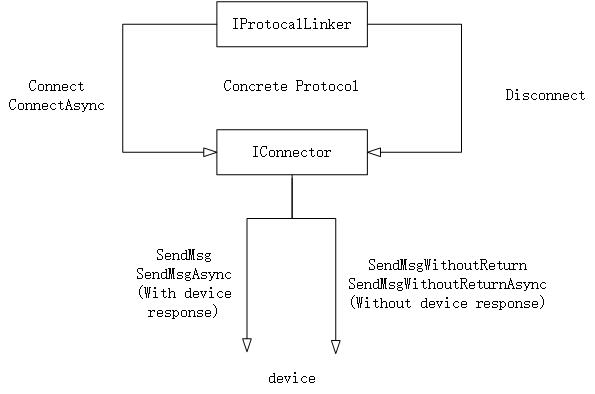 IProtocalLinker
Connect
ConnectAsync
Concrete Protocol
Disconnect
IConnector
SendMsg
SendMsgAsync
(With device
response)
SendMsgWithoutReturn
SendMsgWithoutReturnAsync
(Without device response)
device